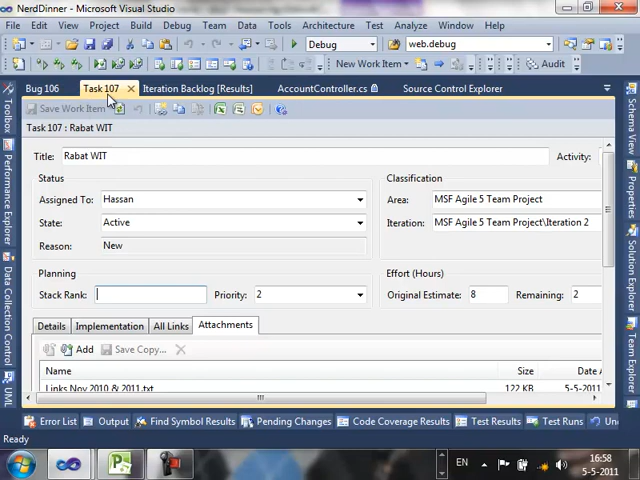 NerdDinner - Microsoft Visual Studio
File Edit View Project Build Debug Team Data Tools Architecture Test Analyze Window Help
Debug web.debug
New Work Item Audit
Bug 106 Task 107 Iteration Backlog [Results] AccountController.cs Source Control Explorer
Save Work Item
Task 107 : Rabat WIT
Title: Rabat WIT Activity:
Status Classification
Assigned To: Hassan Area: MSF Agile 5 Team Project
State: Active Iteration: MSF Agile 5 Team Project\Iteration 2
Reason: New
Planning Effort (Hours)
Stack Rank: Priority: 2 Original Estimate: 8 Remaining: 2
Details Implementation All Links Attachments
Add Save Copy...
Name Size Date A
Links Nov 2010 & 2011.txt 122 KB 5-5-2011
Toolbox
Performance Explorer
Data Collection Control
UML
Schema View
Properties
Solution Explorer
Team Explorer
Error List Output Find Symbol Results Pending Changes Code Coverage Results Test Results Test Runs Un
Ready
EN 16:58
5-5-2011